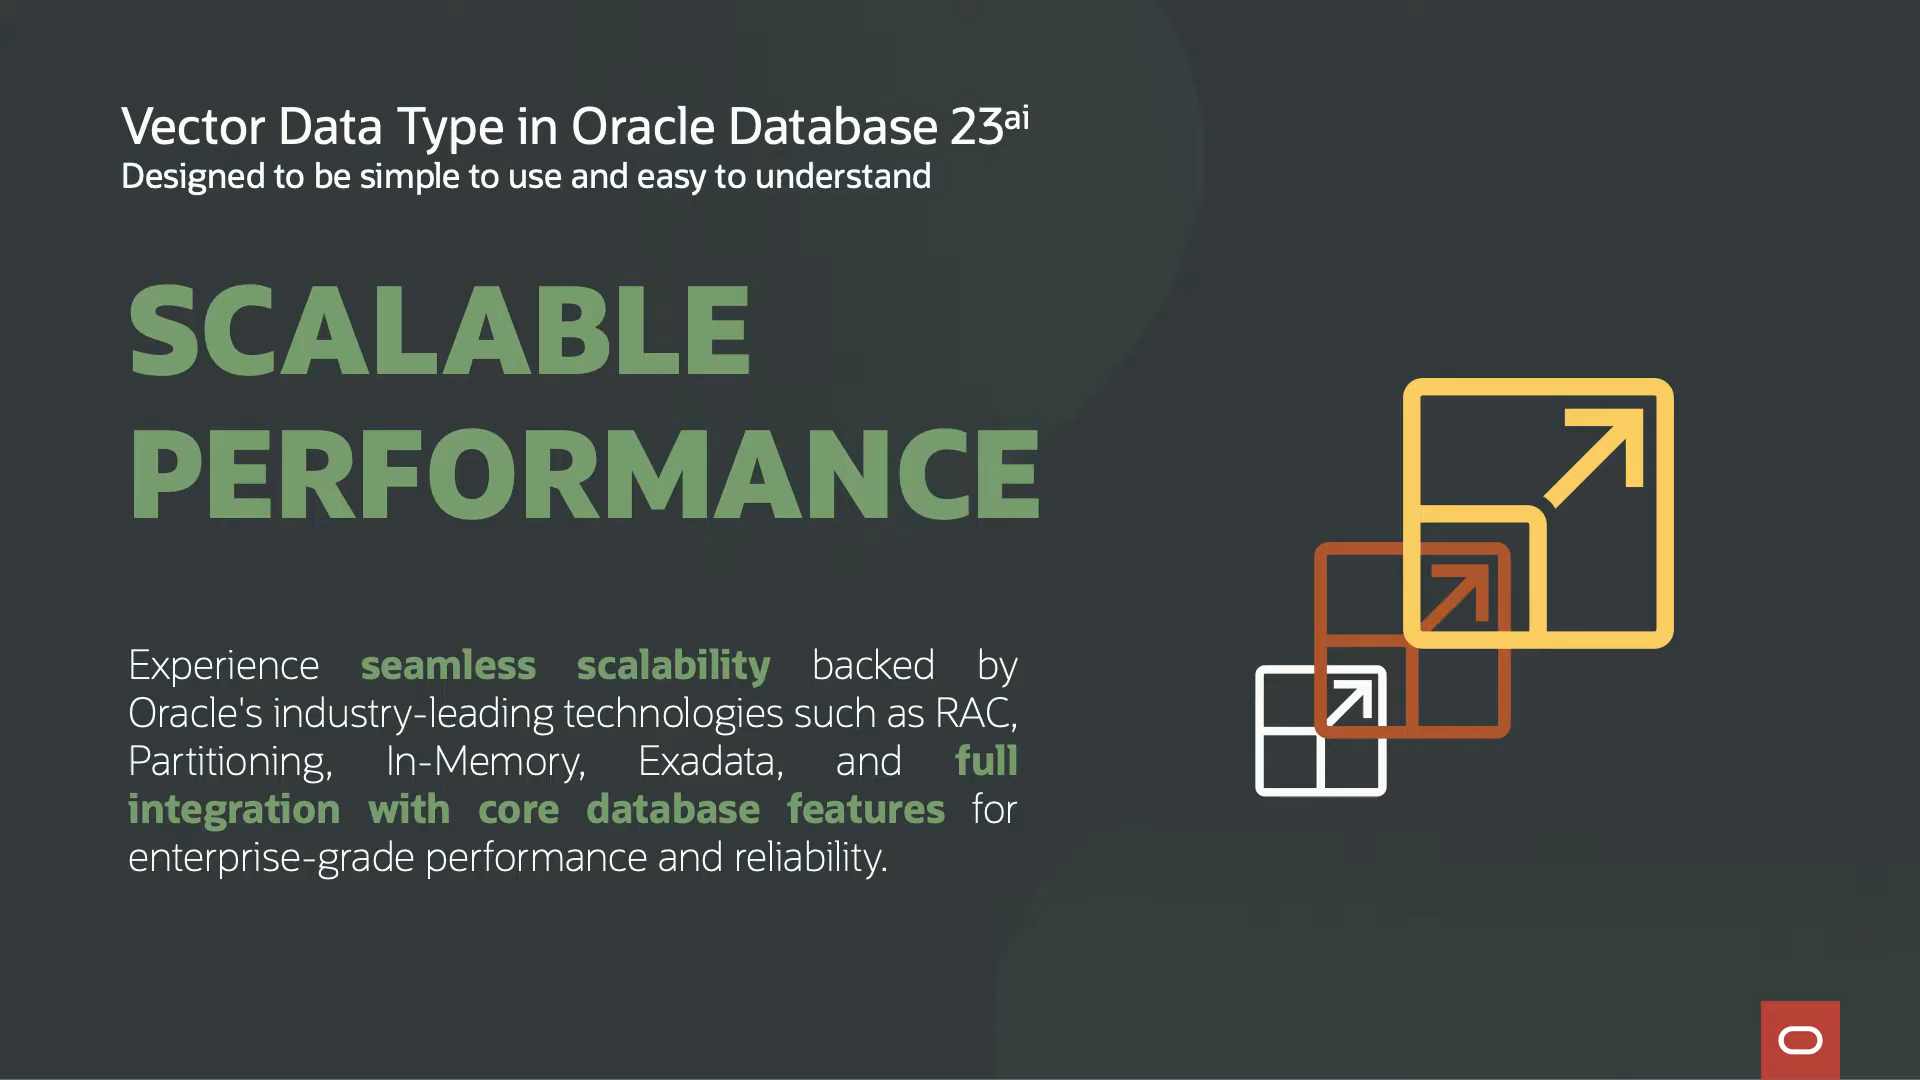 Vector Data Type in Oracle Database 23ai
Designed to be simple to use and easy to understand
SCALABLE
PERFORMANCE
Experience seamless scalability backed by
Oracle's industry-leading technologies such as RAC,
Partitioning, In-Memory, Exadata, and full
integration with core database features for
enterprise-grade performance and reliability.